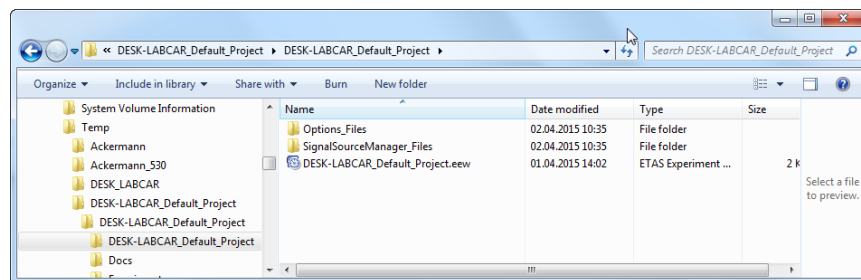 « DESK-LABCAR_Default_Project ▸ DESK-LABCAR_Default_Project ▸
Search DESK-LABCAR_Default_Project
Organize ▾ Include in library ▾ Share with ▾ Burn New folder
System Volume Information
Temp
Ackermann
Ackermann_530
DESK_LABCAR
DESK-LABCAR_Default_Project
DESK-LABCAR_Default_Project
DESK-LABCAR_Default_Project
Docs
Name Date modified Type Size
Options_Files 02.04.2015 10:35 File folder
SignalSourceManager_Files 02.04.2015 10:35 File folder
DESK-LABCAR_Default_Project.eew 01.04.2015 14:02 ETAS Experiment ... 2 K
Select a file
to preview.